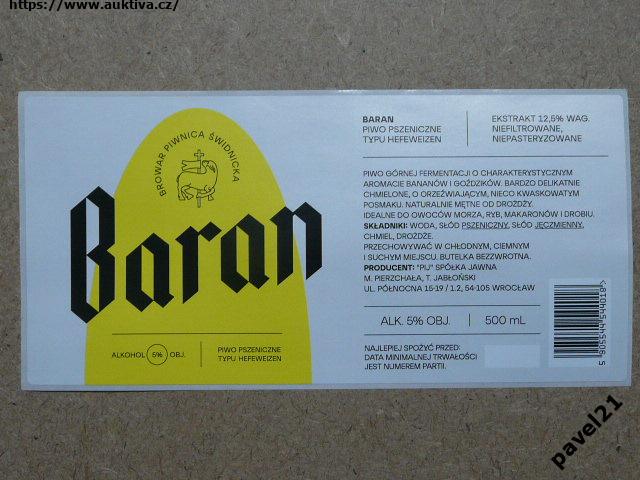 https://www.auktiva.cz/
BROWAR PIWNICA ŚWIDNICKA
Baran
ALKOHOL 5% OBJ.
PIWO PSZENICZNE
TYPU HEFEWEIZEN
BARAN
PIWO PSZENICZNE
TYPU HEFEWEIZEN
EKSTRAKT 12,5% WAG.
NIEFILTROWANE,
NIEPASTERYZOWANE
PIWO GÓRNEJ FERMENTACJI O CHARAKTERYSTYCZNYM
AROMACIE BANANÓW I GOŹDZIKÓW. BARDZO DELIKATNIE
CHMIELONE, O ORZEŹWIAJĄCYM, NIECO KWASKOWATYM
POSMAKU. NATURALNIE MĘTNE OD DROŻDŻY.
IDEALNE DO OWOCÓW MORZA, RYB, MAKARONÓW I DROBIU.
SKŁADNIKI: WODA, SŁÓD PSZENICZNY, SŁÓD JĘCZMIENNY,
CHMIEL, DROŻDŻE.
PRZECHOWYWAĆ W CHŁODNYM, CIEMNYM
I SUCHYM MIEJSCU. BUTELKA BEZZWROTNA.
PRODUCENT: "PIJ" SPÓŁKA JAWNA
M. PIERZCHAŁA, T. JABŁOŃSKI
UL. PÓŁNOCNA 15-19 / 1.2, 54-105 WROCŁAW
ALK. 5% OBJ.
500 mL
NAJLEPIEJ SPOŻYĆ PRZED:
DATA MINIMALNEJ TRWAŁOŚCI
JEST NUMEREM PARTII.
5 905544 544018 >
pavel21